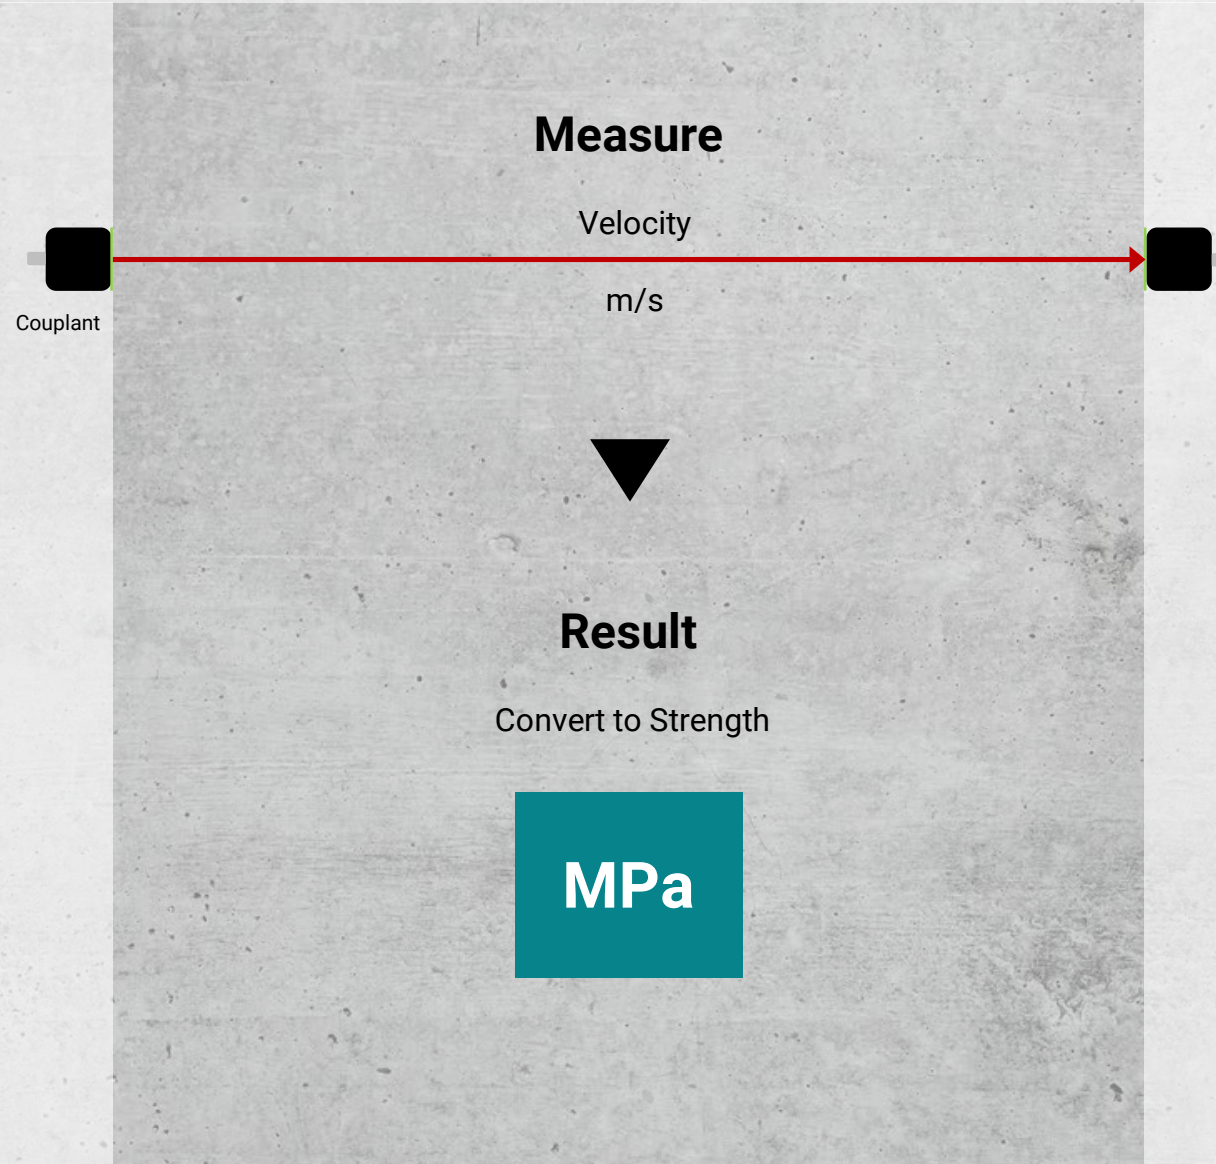 Measure
Velocity
m/s
Couplant
Result
Convert to Strength
MPa